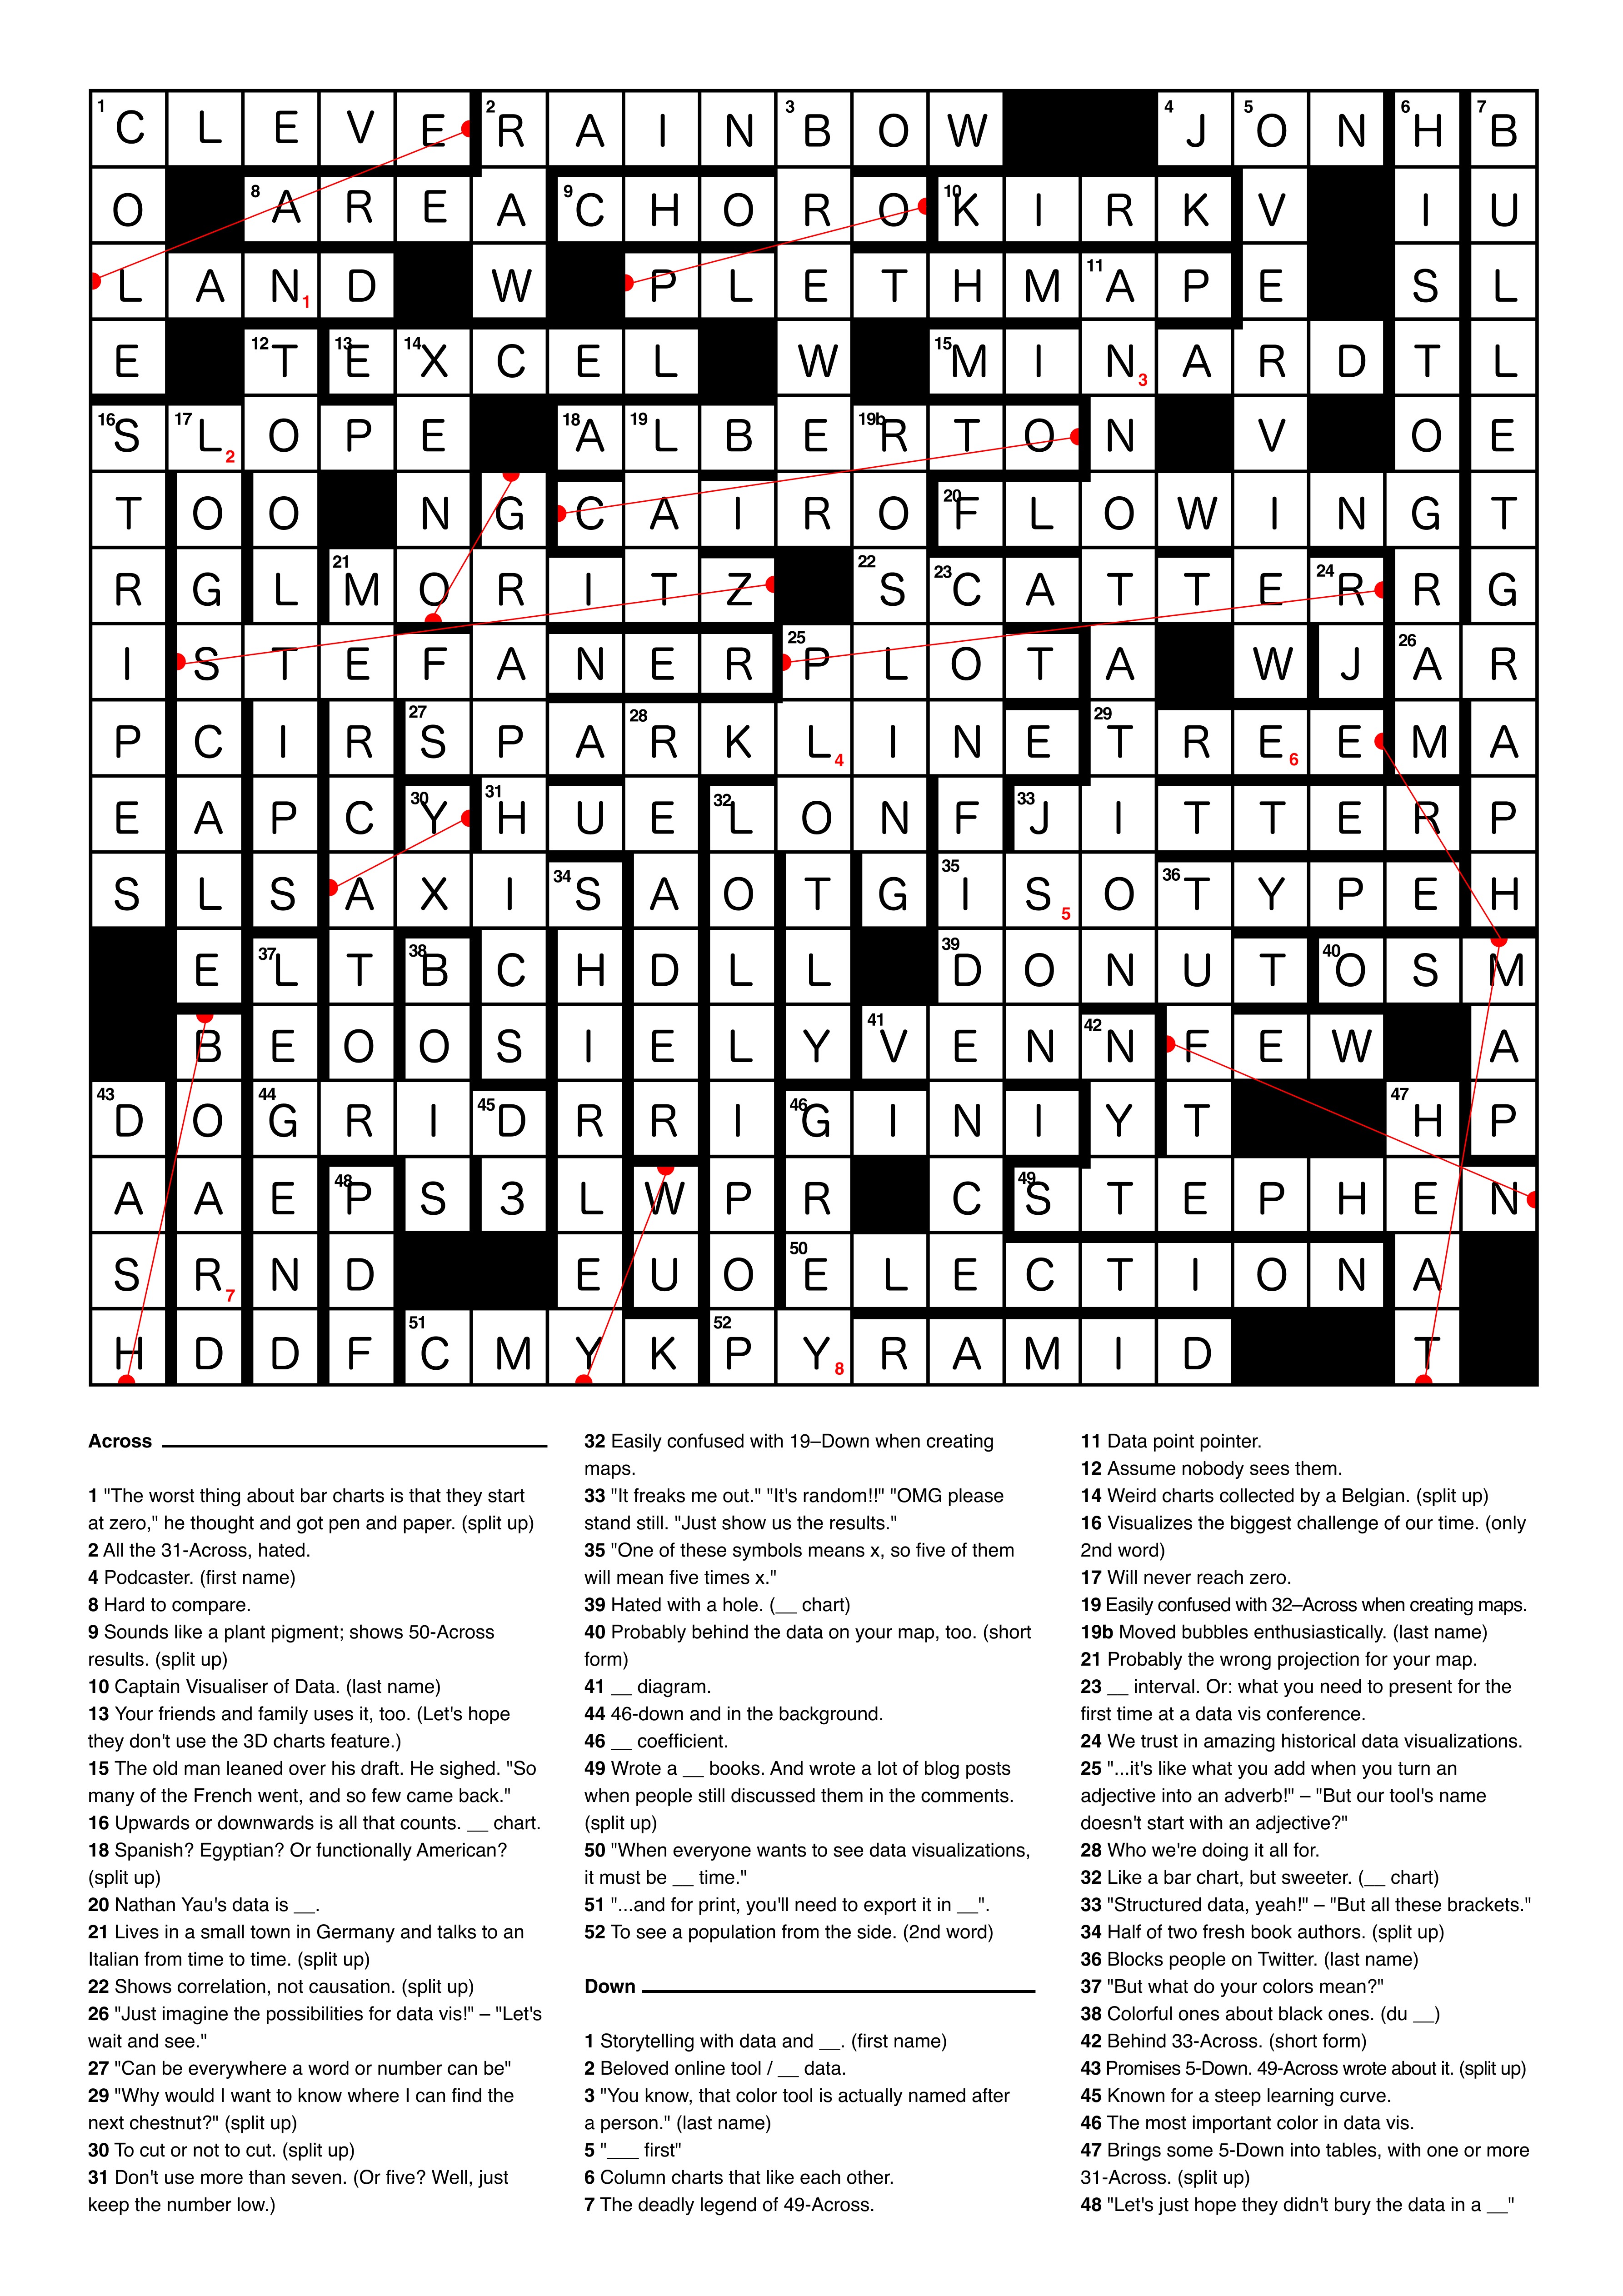 1 C L E V E 2 R A I N 3 B O W 4 J 5 O N 6 H 7 B
O 8 A R E A 9 C H O R O 10 K I R K V I U
L A N 1 D W P L E T H M 11 A P E S L
E 12 T 13 E 14 X C E L W 15 M I N 3 A R D T L
16 S 17 L 2 O P E 18 A 19 L B E 19b R T O N V O E
T O O N G C A I R O 20 F L O W I N G T
R G L 21 M O R I T Z 22 S 23 C A T T E 24 R R G
I S T E F A N E R 25 P L O T A W J 26 A R
P C I R 27 S P A 28 R K L 4 I N E 29 T R E 6 E M A
E A P C 30 Y 31 H U E 32 L O N F 33 J I T T E R P
S L S A X I 34 S A O T G 35 I S 5 O 36 T Y P E H
E 37 L T 38 B C H D L L 39 D O N U T 40 O S M
B E O O S I E L Y 41 V E N 42 N F E W A
43 D O 44 G R I 45 D R R I 46 G I N I Y T 47 H P
A A E 48 P S 3 L W P R C 49 S T E P H E N
S R 7 N D E U O 50 E L E C T I O N A
H D D F 51 C M Y K 52 P Y 8 R A M I D T
Across
1 "The worst thing about bar charts is that they start
at zero," he thought and got pen and paper. (split up)
2 All the 31-Across, hated.
4 Podcaster. (first name)
8 Hard to compare.
9 Sounds like a plant pigment; shows 50-Across
results. (split up)
10 Captain Visualiser of Data. (last name)
13 Your friends and family uses it, too. (Let's hope
they don't use the 3D charts feature.)
15 The old man leaned over his draft. He sighed. "So
many of the French went, and so few came back."
16 Upwards or downwards is all that counts. __ chart.
18 Spanish? Egyptian? Or functionally American?
(split up)
20 Nathan Yau's data is __.
21 Lives in a small town in Germany and talks to an
Italian from time to time. (split up)
22 Shows correlation, not causation. (split up)
26 "Just imagine the possibilities for data vis!" – "Let's
wait and see."
27 "Can be everywhere a word or number can be"
29 "Why would I want to know where I can find the
next chestnut?" (split up)
30 To cut or not to cut. (split up)
31 Don't use more than seven. (Or five? Well, just
keep the number low.)
32 Easily confused with 19–Down when creating
maps.
33 "It freaks me out." "It's random!!" "OMG please
stand still. "Just show us the results."
35 "One of these symbols means x, so five of them
will mean five times x."
39 Hated with a hole. (__ chart)
40 Probably behind the data on your map, too. (short
form)
41 __ diagram.
44 46-down and in the background.
46 __ coefficient.
49 Wrote a __ books. And wrote a lot of blog posts
when people still discussed them in the comments.
(split up)
50 "When everyone wants to see data visualizations,
it must be __ time."
51 "...and for print, you'll need to export it in __".
52 To see a population from the side. (2nd word)
Down
1 Storytelling with data and __. (first name)
2 Beloved online tool / __ data.
3 "You know, that color tool is actually named after
a person." (last name)
5 "___ first"
6 Column charts that like each other.
7 The deadly legend of 49-Across.
11 Data point pointer.
12 Assume nobody sees them.
14 Weird charts collected by a Belgian. (split up)
16 Visualizes the biggest challenge of our time. (only
2nd word)
17 Will never reach zero.
19 Easily confused with 32–Across when creating maps.
19b Moved bubbles enthusiastically. (last name)
21 Probably the wrong projection for your map.
23 __ interval. Or: what you need to present for the
first time at a data vis conference.
24 We trust in amazing historical data visualizations.
25 "...it's like what you add when you turn an
adjective into an adverb!" – "But our tool's name
doesn't start with an adjective?"
28 Who we're doing it all for.
32 Like a bar chart, but sweeter. (__ chart)
33 "Structured data, yeah!" – "But all these brackets."
34 Half of two fresh book authors. (split up)
36 Blocks people on Twitter. (last name)
37 "But what do your colors mean?"
38 Colorful ones about black ones. (du __)
42 Behind 33-Across. (short form)
43 Promises 5-Down. 49-Across wrote about it. (split up)
45 Known for a steep learning curve.
46 The most important color in data vis.
47 Brings some 5-Down into tables, with one or more
31-Across. (split up)
48 "Let's just hope they didn't bury the data in a __"